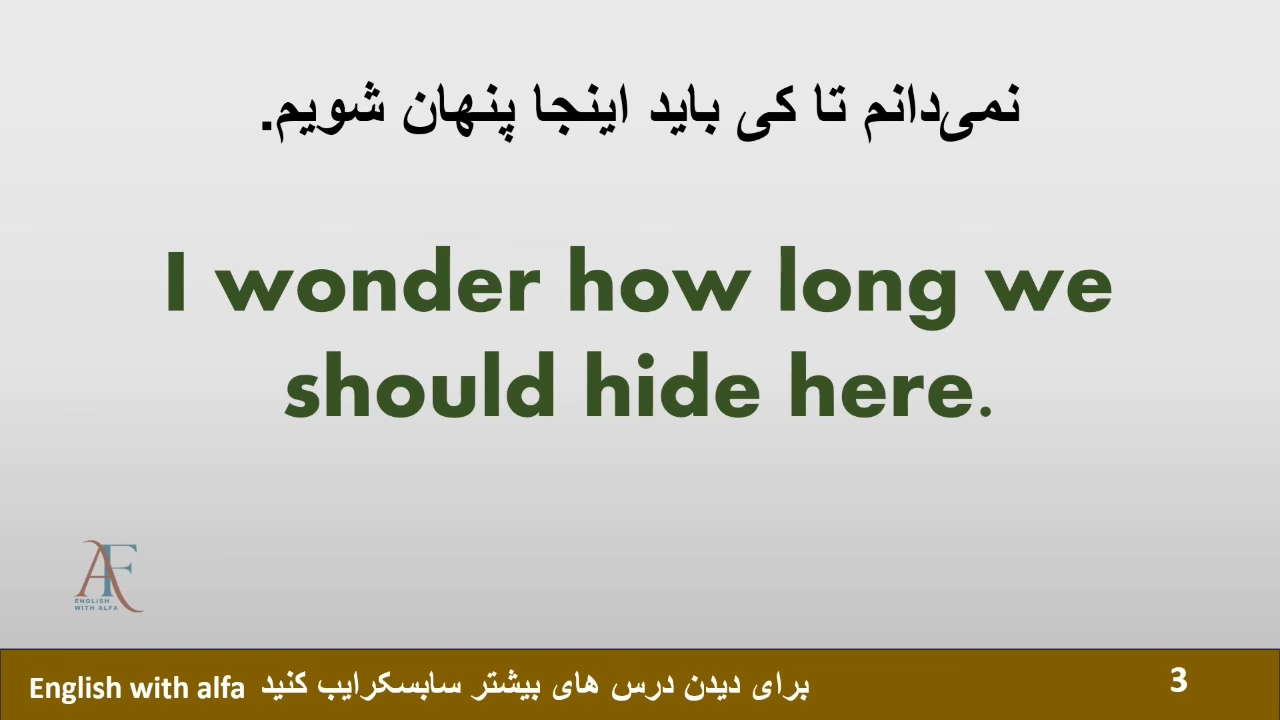 نمی‌دانم تا کی باید اینجا پنهان شویم.
I wonder how long we
should hide here.
AF
ENGLISH
WITH ALFA
English with alfa برای دیدن درس های بیشتر سابسکرایب کنید
3